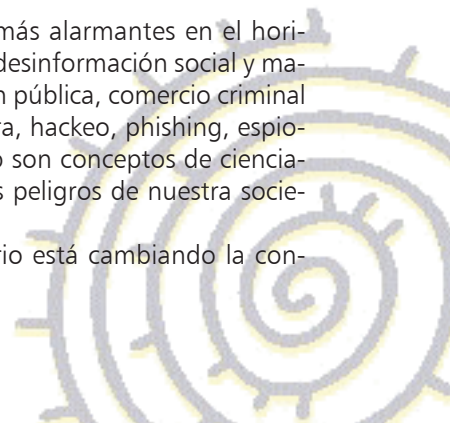 más alarmantes en el hori-
desinformación social y ma-
n pública, comercio criminal
ra, hackeo, phishing, espio-
o son conceptos de ciencia-
s peligros de nuestra socie-
rio está cambiando la con-